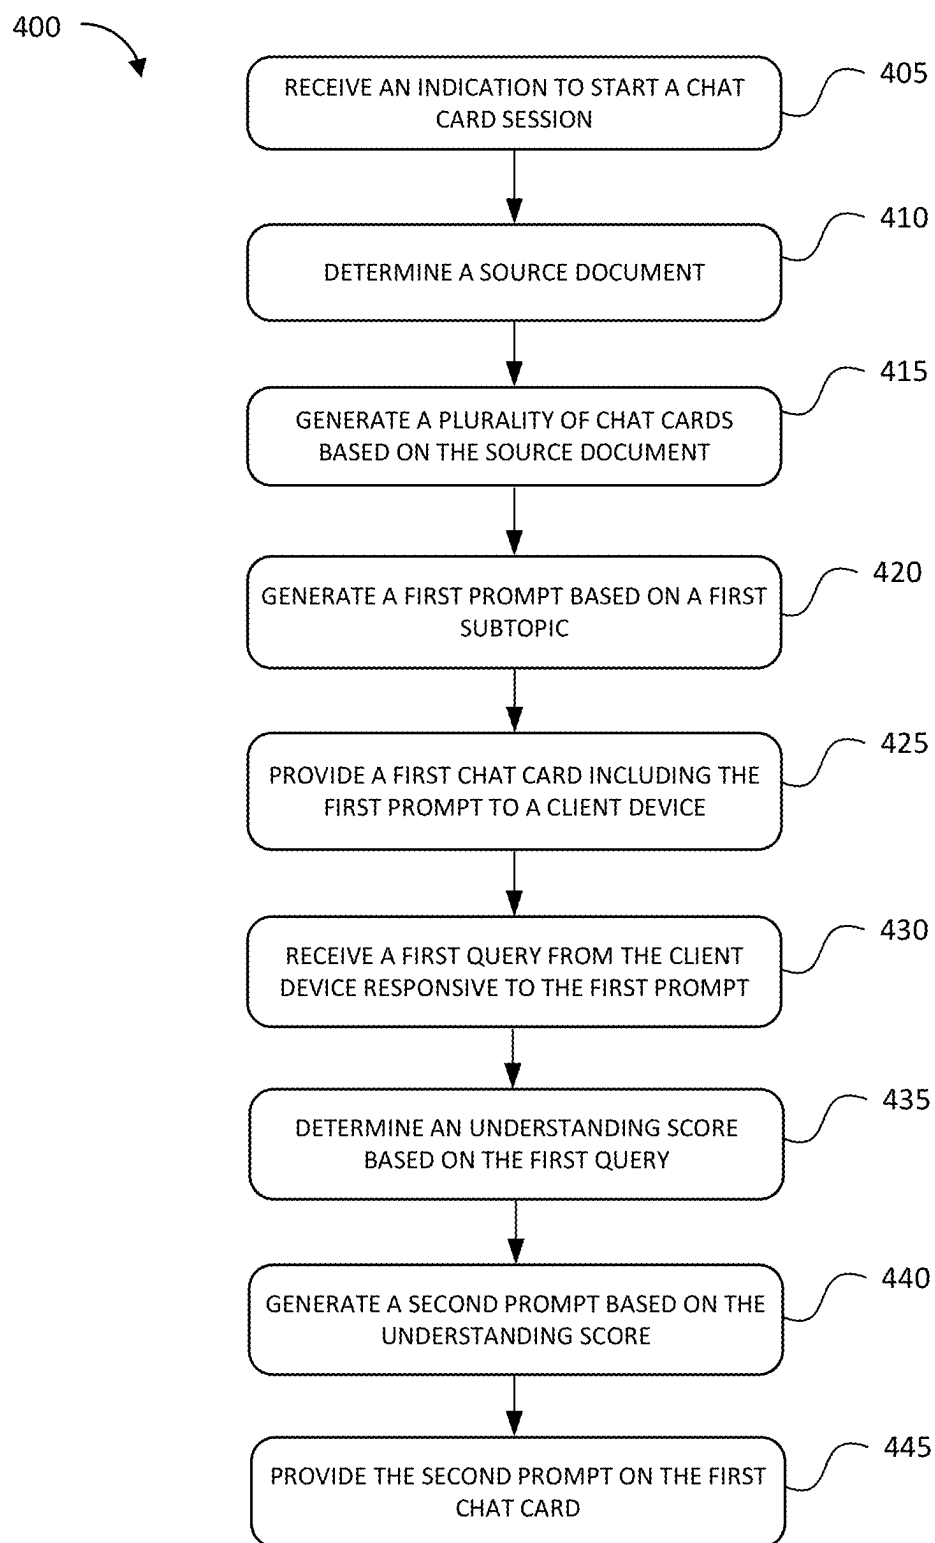 400
RECEIVE AN INDICATION TO START A CHAT
CARD SESSION
405
DETERMINE A SOURCE DOCUMENT
410
GENERATE A PLURALITY OF CHAT CARDS
BASED ON THE SOURCE DOCUMENT
415
GENERATE A FIRST PROMPT BASED ON A FIRST
SUBTOPIC
420
PROVIDE A FIRST CHAT CARD INCLUDING THE
FIRST PROMPT TO A CLIENT DEVICE
425
RECEIVE A FIRST QUERY FROM THE CLIENT
DEVICE RESPONSIVE TO THE FIRST PROMPT
430
DETERMINE AN UNDERSTANDING SCORE
BASED ON THE FIRST QUERY
435
GENERATE A SECOND PROMPT BASED ON THE
UNDERSTANDING SCORE
440
PROVIDE THE SECOND PROMPT ON THE FIRST
CHAT CARD
445